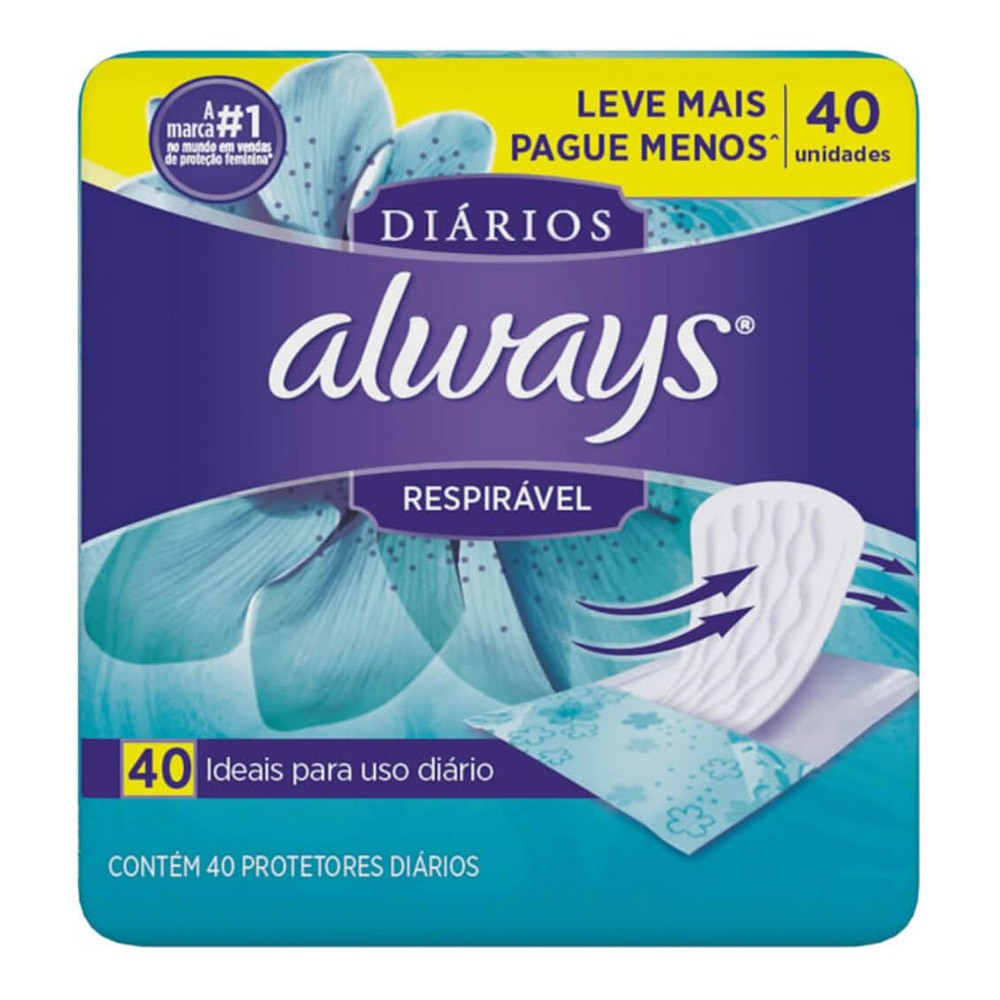 A
marca #1
no mundo em vendas
de proteção feminina*
LEVE MAIS
PAGUE MENOS^
40
unidades
DIÁRIOS
always®
RESPIRÁVEL
40 Ideais para uso diário
CONTÉM 40 PROTETORES DIÁRIOS